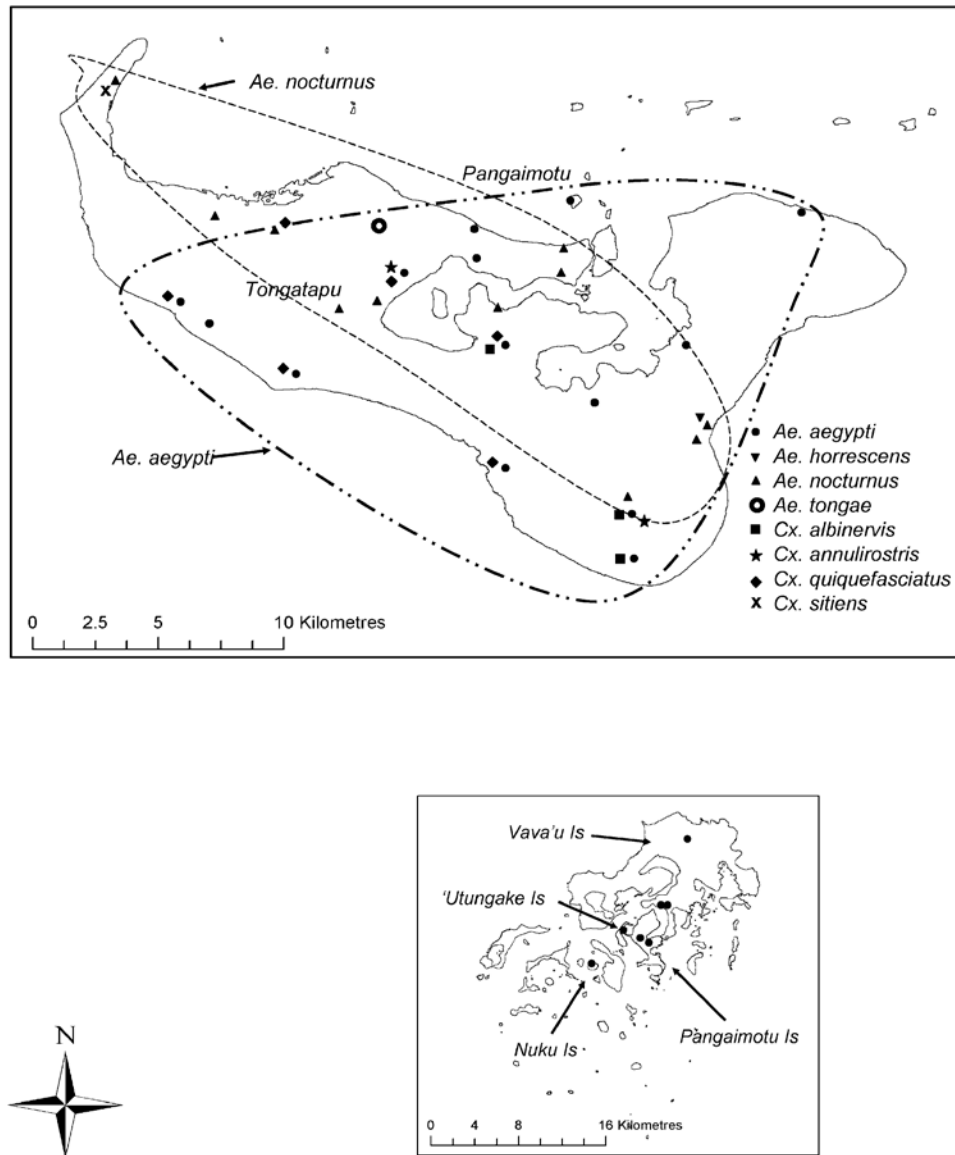 Ae. nocturnus
Pangaimotu
Tongatapu
Ae. aegypti
Ae. aegypti
Ae. horrescens
Ae. nocturnus
Ae. tongae
Cx. albinervis
Cx. annulirostris
Cx. quiquefasciatus
Cx. sitiens
0 2.5 5 10 Kilometres
Vava'u Is
'Utungake Is
Nuku Is
Pàngaimotu Is
N
0 4 8 16 Kilometres